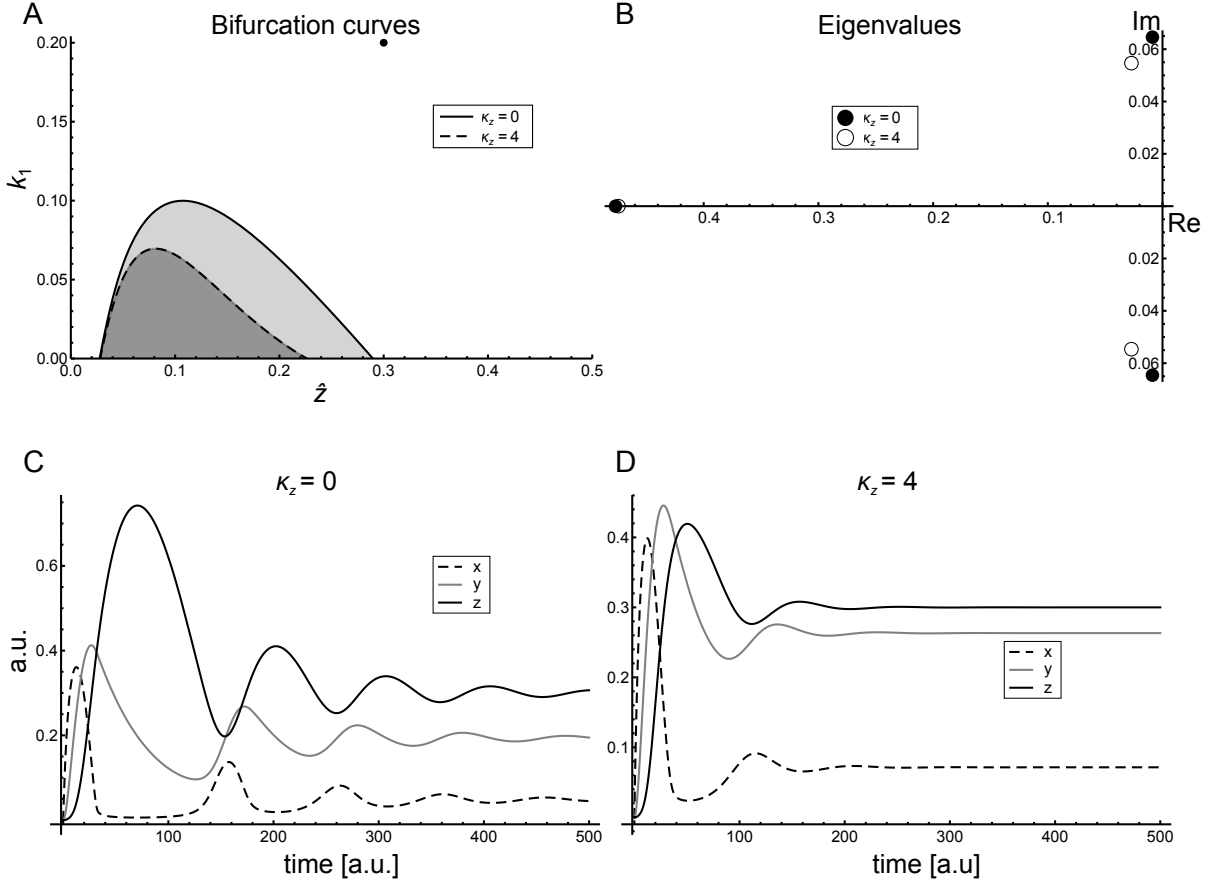 A
Bifurcation curves
0.20
0.15
0.10
0.05
0.00
k1
0.0
0.1
0.2
0.3
0.4
0.5
ẑ
κz = 0
κz = 4
B
Eigenvalues
Im
0.06
0.04
0.02
0.4
0.3
0.2
0.1
Re
0.02
0.04
0.06
κz = 0
κz = 4
C
κz = 0
0.6
0.4
0.2
a.u.
x
y
z
100
200
300
400
500
time [a.u.]
D
κz = 4
0.4
0.3
0.2
0.1
x
y
z
100
200
300
400
500
time [a.u]